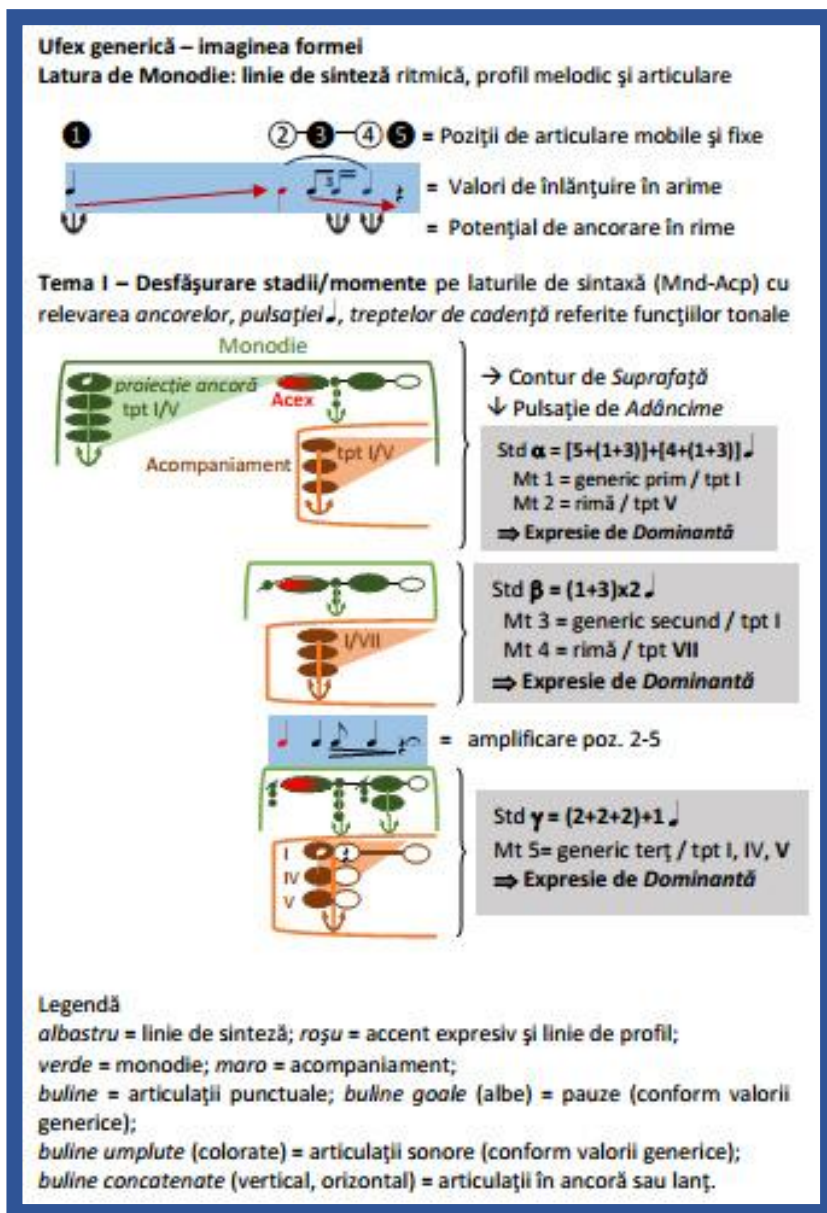 Ufex generică – imaginea formei
Latura de Monodie: linie de sinteză ritmică, profil melodic şi articulare
❶ ②-❸-④ ❺ = Poziţii de articulare mobile şi fixe
3
= Valori de înlănţuire în arime
= Potenţial de ancorare în rime
Tema I – Desfăşurare stadii/momente pe laturile de sintaxă (Mnd-Acp) cu
relevarea ancorelor, pulsaţiei ♩, treptelor de cadenţă referite funcţiilor tonale
Monodie
proiecţie ancoră
tpt I/V
Acex
Acompaniament
tpt I/V
→ Contur de Suprafaţă
↓ Pulsaţie de Adâncime
Std α = [5+(1+3)]+[4+(1+3)] ♩
Mt 1 = generic prim / tpt I
Mt 2 = rimă / tpt V
⇒ Expresie de Dominantă
I/VII
Std β = (1+3)x2 ♩
Mt 3 = generic secund / tpt I
Mt 4 = rimă / tpt VII
⇒ Expresie de Dominantă
= amplificare poz. 2-5
I
IV
V
Std γ = (2+2+2)+1 ♩
Mt 5= generic terţ / tpt I, IV, V
⇒ Expresie de Dominantă
Legendă
albastru = linie de sinteză; roşu = accent expresiv şi linie de profil;
verde = monodie; maro = acompaniament;
buline = articulaţii punctuale; buline goale (albe) = pauze (conform valorii
generice);
buline umplute (colorate) = articulaţii sonore (conform valorii generice);
buline concatenate (vertical, orizontal) = articulaţii în ancoră sau lanţ.